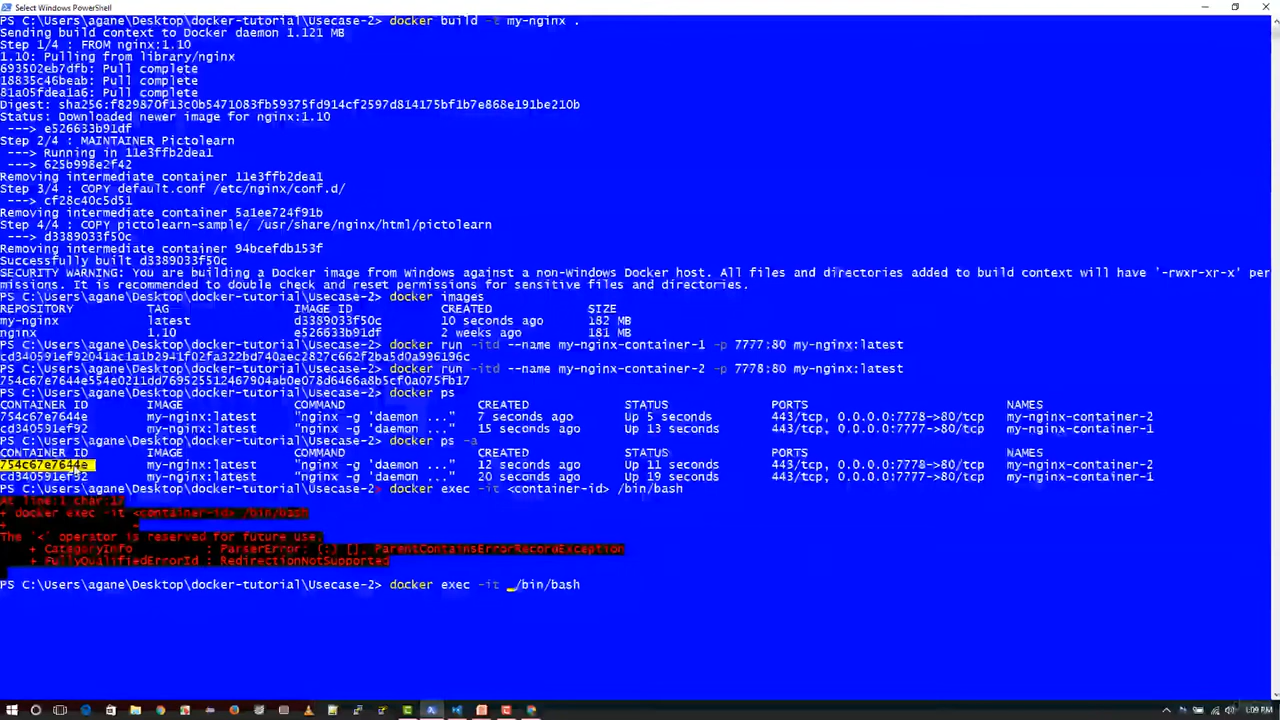 Select Windows PowerShell
PS C:\Users\agane\Desktop\docker-tutorial\Usecase-2> docker build -t my-nginx .
Sending build context to Docker daemon 1.121 MB
Step 1/4 : FROM nginx:1.10
1.10: Pulling from library/nginx
693502eb7dfb: Pull complete
18835c46beab: Pull complete
81a05fdea1a6: Pull complete
Digest: sha256:f829870f13c0b5471083fb59375fd914cf2597d814175bf1b7e868e191be210b
Status: Downloaded newer image for nginx:1.10
---> e526633b91df
Step 2/4 : MAINTAINER Pictolearn
---> Running in 11e3ffb2dea1
---> 625b998e2f42
Removing intermediate container 11e3ffb2dea1
Step 3/4 : COPY default.conf /etc/nginx/conf.d/
---> cf28c40c5d51
Removing intermediate container 5a1ee724f91b
Step 4/4 : COPY pictolearn-sample/ /usr/share/nginx/html/pictolearn
---> d3389033f50c
Removing intermediate container 94bcefdb153f
Successfully built d3389033f50c
SECURITY WARNING: You are building a Docker image from Windows against a non-Windows Docker host. All files and directories added to build context will have '-rwxr-xr-x' per
missions. It is recommended to double check and reset permissions for sensitive files and directories.
PS C:\Users\agane\Desktop\docker-tutorial\Usecase-2> docker images
REPOSITORY TAG IMAGE ID CREATED SIZE
my-nginx latest d3389033f50c 10 seconds ago 182 MB
nginx 1.10 e526633b91df 2 weeks ago 181 MB
PS C:\Users\agane\Desktop\docker-tutorial\Usecase-2> docker run -itd --name my-nginx-container-1 -p 7777:80 my-nginx:latest
cd340591ef92041ac1a1b2941f02fa322bd740aec2827c662f2ba5d0a996196c
PS C:\Users\agane\Desktop\docker-tutorial\Usecase-2> docker run -itd --name my-nginx-container-2 -p 7778:80 my-nginx:latest
754c67e7644e554e0211dd769525512467904ab0e078d6466a8b5cf0a075fb17
PS C:\Users\agane\Desktop\docker-tutorial\Usecase-2> docker ps
CONTAINER ID IMAGE COMMAND CREATED STATUS PORTS NAMES
754c67e7644e my-nginx:latest "nginx -g 'daemon ..." 7 seconds ago Up 5 seconds 443/tcp, 0.0.0.0:7778->80/tcp my-nginx-container-2
cd340591ef92 my-nginx:latest "nginx -g 'daemon ..." 15 seconds ago Up 13 seconds 443/tcp, 0.0.0.0:7777->80/tcp my-nginx-container-1
PS C:\Users\agane\Desktop\docker-tutorial\Usecase-2> docker ps -a
CONTAINER ID IMAGE COMMAND CREATED STATUS PORTS NAMES
754c67e7644e my-nginx:latest "nginx -g 'daemon ..." 12 seconds ago Up 11 seconds 443/tcp, 0.0.0.0:7778->80/tcp my-nginx-container-2
cd340591ef92 my-nginx:latest "nginx -g 'daemon ..." 20 seconds ago Up 19 seconds 443/tcp, 0.0.0.0:7777->80/tcp my-nginx-container-1
PS C:\Users\agane\Desktop\docker-tutorial\Usecase-2> docker exec -it <container-id> /bin/bash
At line:1 char:17
+ docker exec -it <container-id> /bin/bash
+ ~
The '<' operator is reserved for future use.
+ CategoryInfo : ParserError: (:) [], ParentContainsErrorRecordException
+ FullyQualifiedErrorId : RedirectionNotSupported
PS C:\Users\agane\Desktop\docker-tutorial\Usecase-2> docker exec -it /bin/bash
1:09 PM